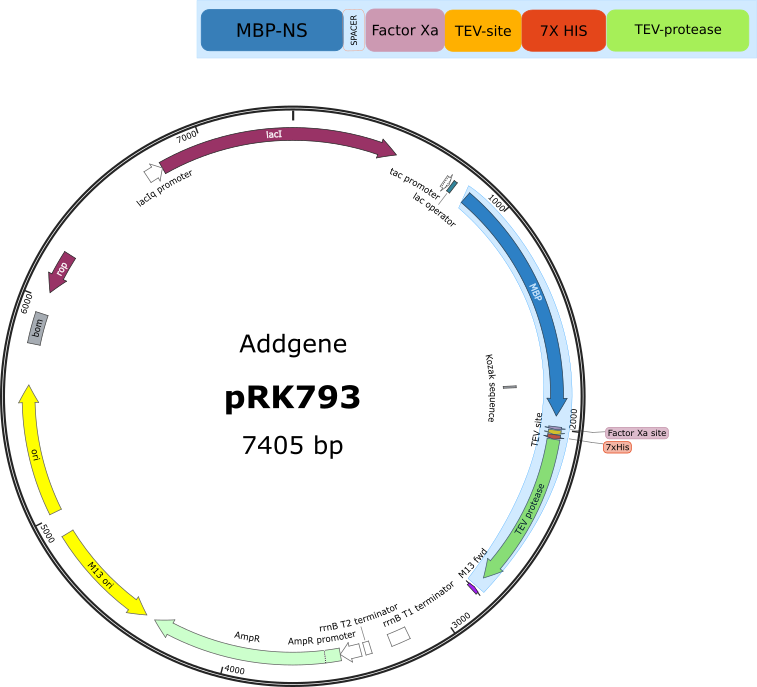 MBP-NS
SPACER
Factor Xa
TEV-site
7X HIS
TEV-protease
7000
lacI
lacIq promoter
tac promoter
lac operator
1000
MBP
rop
6000
bom
Addgene
pRK793
7405 bp
Kozak sequence
2000
TEV site
Factor Xa site
7xHis
TEV protease
ori
5000
M13 ori
M13 fwd
rrnB T1 terminator
rrnB T2 terminator
AmpR promoter
AmpR
3000
4000